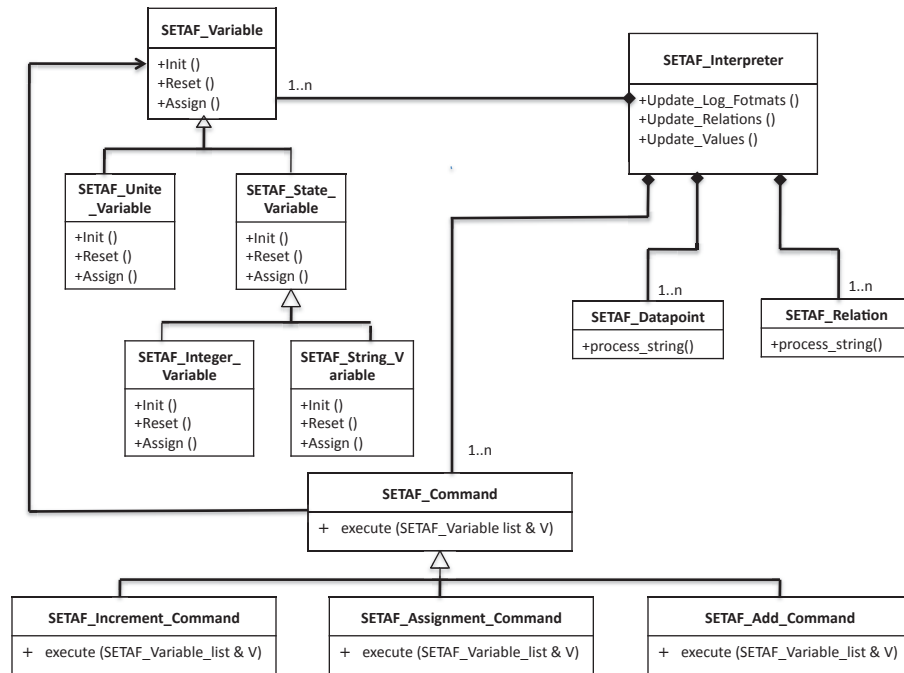 SETAF_Variable
+Init ()
+Reset ()
+Assign ()
1..n
SETAF_Interpreter
+Update_Log_Fotmats ()
+Update_Relations ()
+Update_Values ()
SETAF_Unite
_Variable
+Init ()
+Reset ()
+Assign ()
SETAF_State_
Variable
+Init ()
+Reset ()
+Assign ()
1..n
SETAF_Datapoint
+process_string()
1..n
SETAF_Relation
+process_string()
SETAF_Integer_
Variable
+Init ()
+Reset ()
+Assign ()
SETAF_String_V
ariable
+Init ()
+Reset ()
+Assign ()
1..n
SETAF_Command
+ execute (SETAF_Variable list & V)
SETAF_Increment_Command
+ execute (SETAF_Variable_list & V)
SETAF_Assignment_Command
+ execute (SETAF_Variable_list & V)
SETAF_Add_Command
+ execute (SETAF_Variable_list & V)